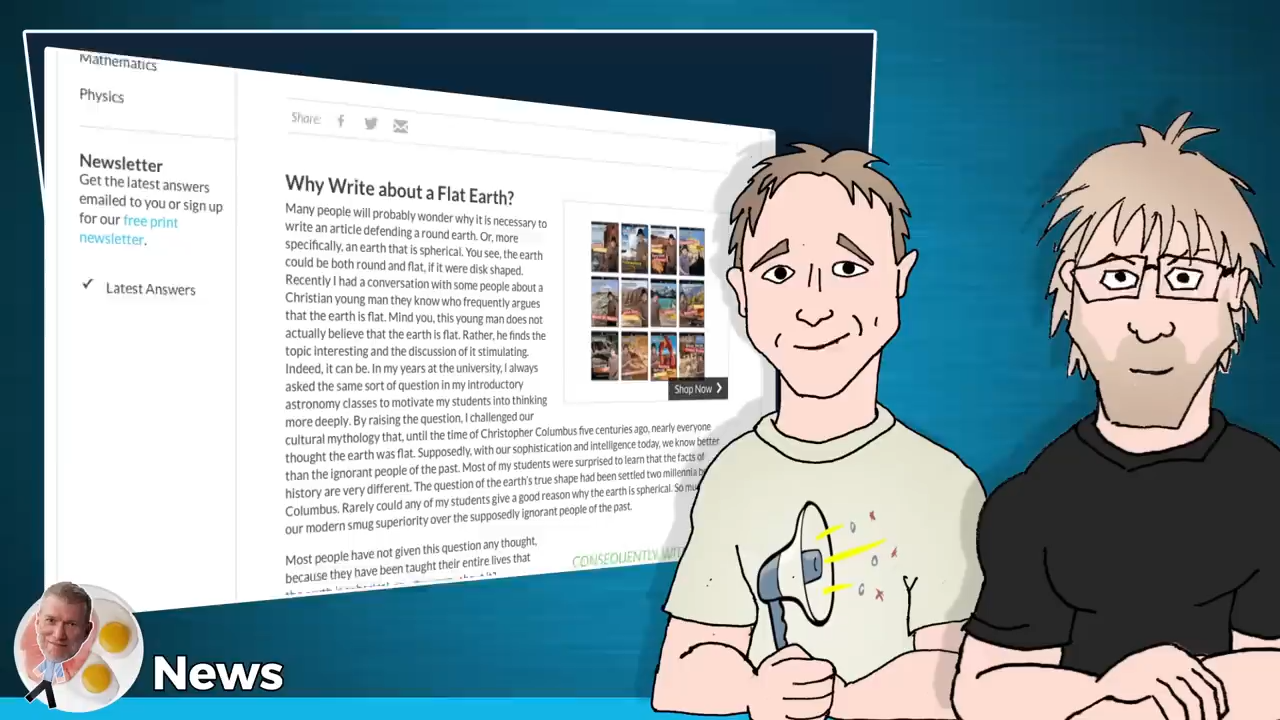 Mathematics
Physics
Newsletter
Get the latest answers
emailed to you or sign up
for our free print
newsletter.
✓ Latest Answers
Share:
Why Write about a Flat Earth?
Many people will probably wonder why it is necessary to
write an article defending a round earth. Or, more
specifically, an earth that is spherical. You see, the earth
could be both round and flat, if it were disk shaped.
Recently I had a conversation with some people about a
Christian young man they know who frequently argues
that the earth is flat. Mind you, this young man does not
actually believe that the earth is flat. Rather, he finds the
topic interesting and the discussion of it stimulating.
Indeed, it can be. In my years at the university, I always
asked the same sort of question in my introductory
astronomy classes to motivate my students into thinking
more deeply. By raising the question, I challenged our
cultural mythology that, until the time of Christopher Columbus five centuries ago, nearly everyone
thought the earth was flat. Supposedly, with our sophistication and intelligence today, we know better
than the ignorant people of the past. Most of my students were surprised to learn that the facts of
history are very different. The question of the earth's true shape had been settled two millennia
Columbus. Rarely could any of my students give a good reason why the earth is spherical. So
our modern smug superiority over the supposedly ignorant people of the past.
Most people have not given this question any thought,
because they have been taught their entire lives that
Shop Now
CONSEQUENTLY
News